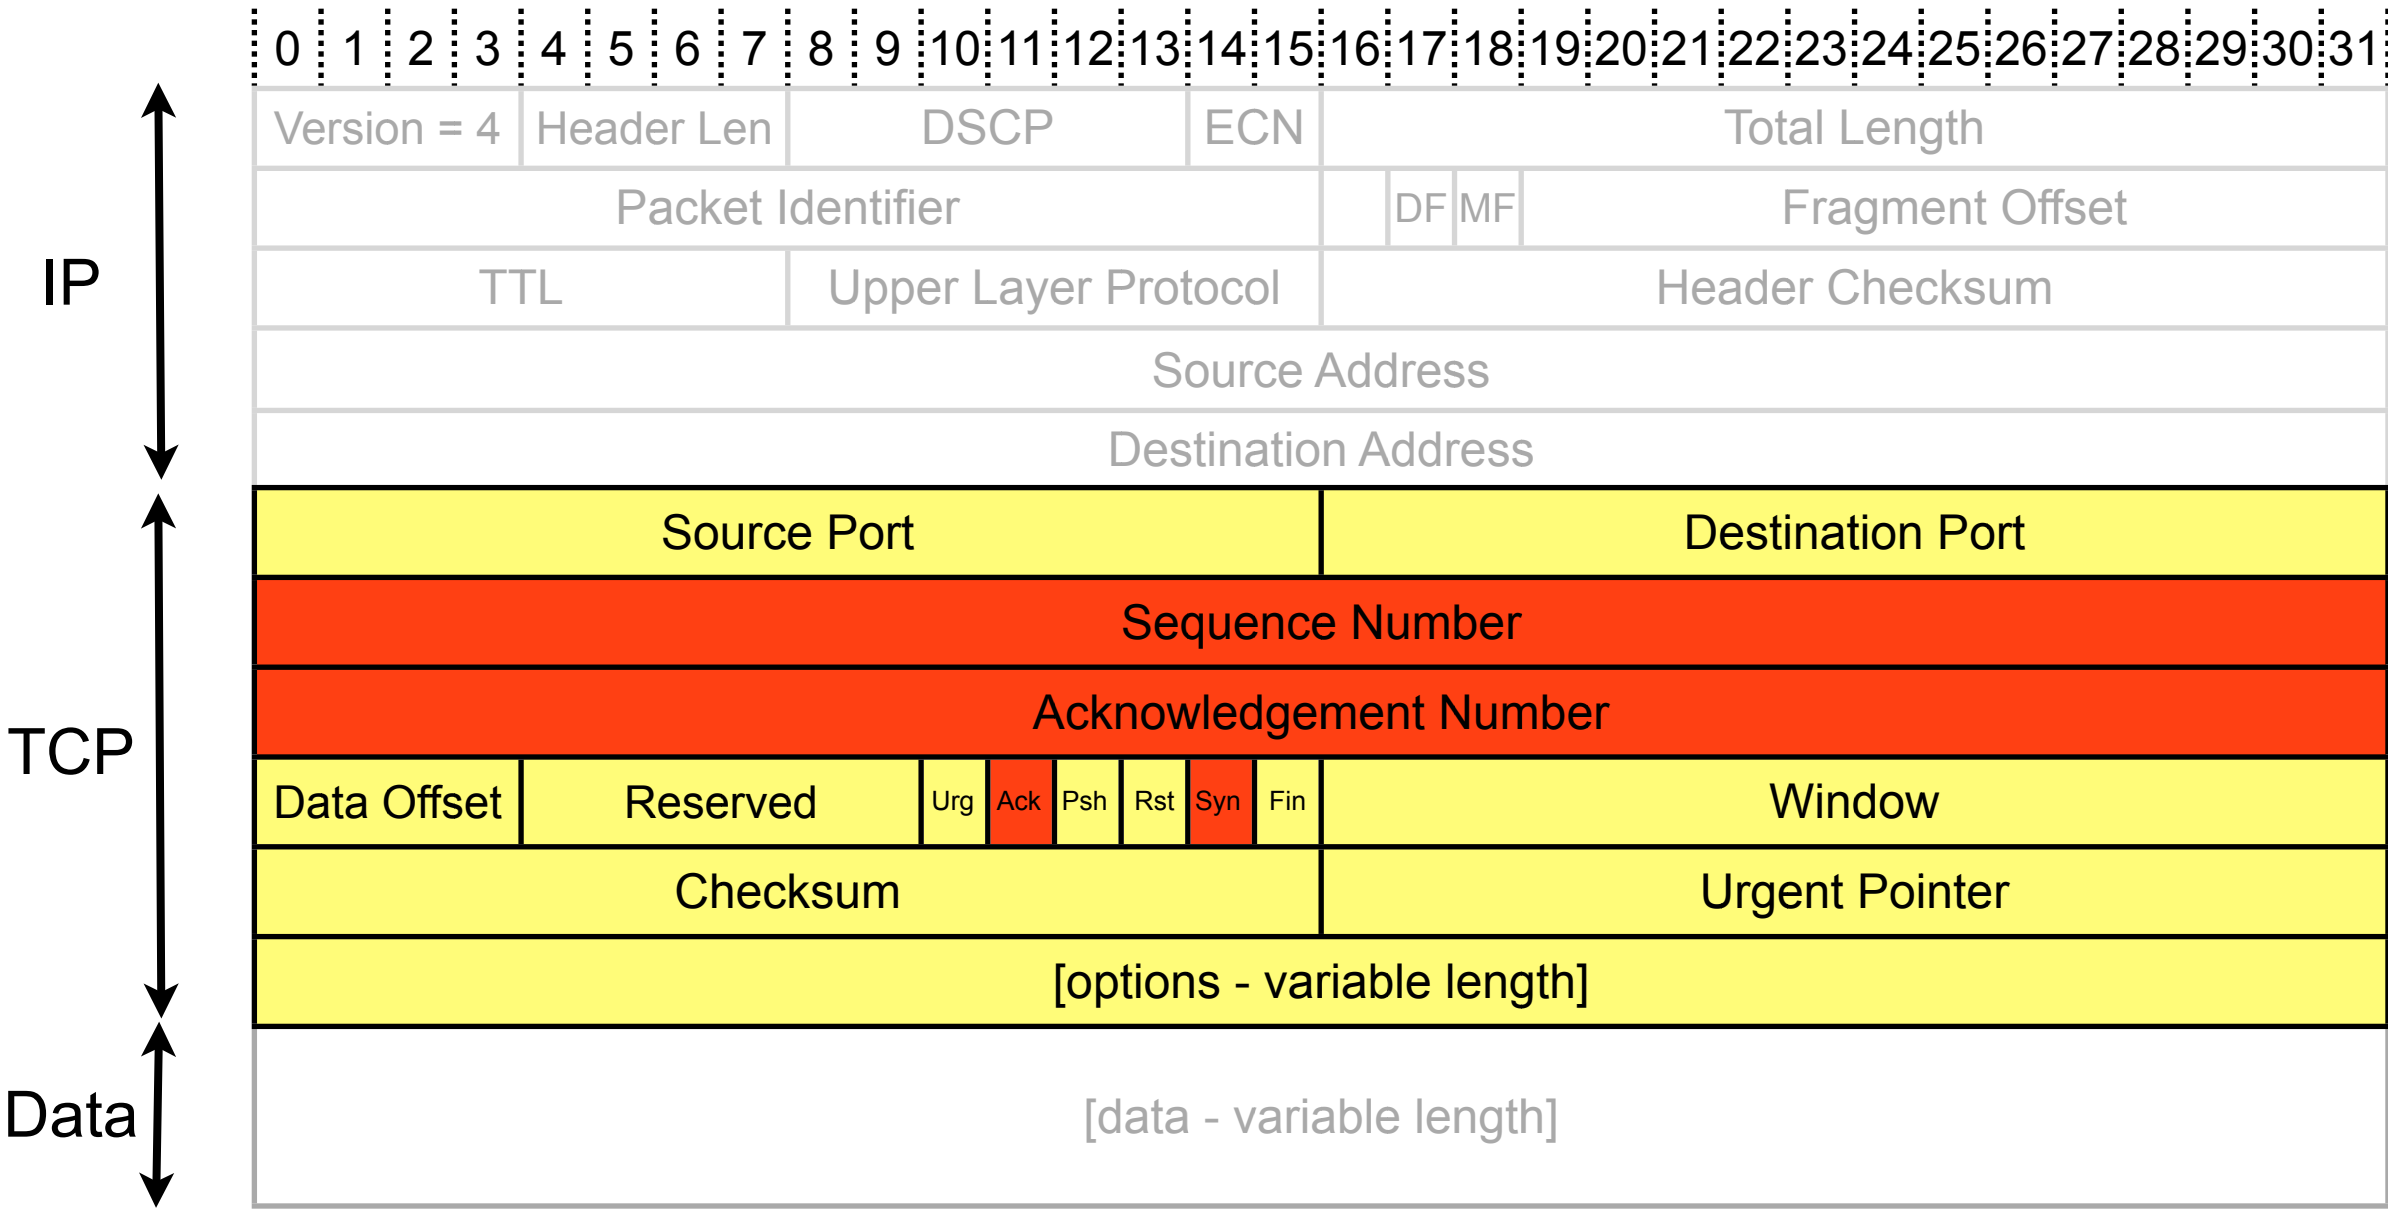 0 1 2 3 4 5 6 7 8 9 10 11 12 13 14 15 16 17 18 19 20 21 22 23 24 25 26 27 28 29 30 31
Version = 4 Header Len DSCP ECN Total Length
Packet Identifier DF MF Fragment Offset
IP
TTL Upper Layer Protocol Header Checksum
Source Address
Destination Address
Source Port Destination Port
Sequence Number
Acknowledgement Number
TCP
Data Offset Reserved Urg Ack Psh Rst Syn Fin Window
Checksum Urgent Pointer
[options - variable length]
Data
[data - variable length]